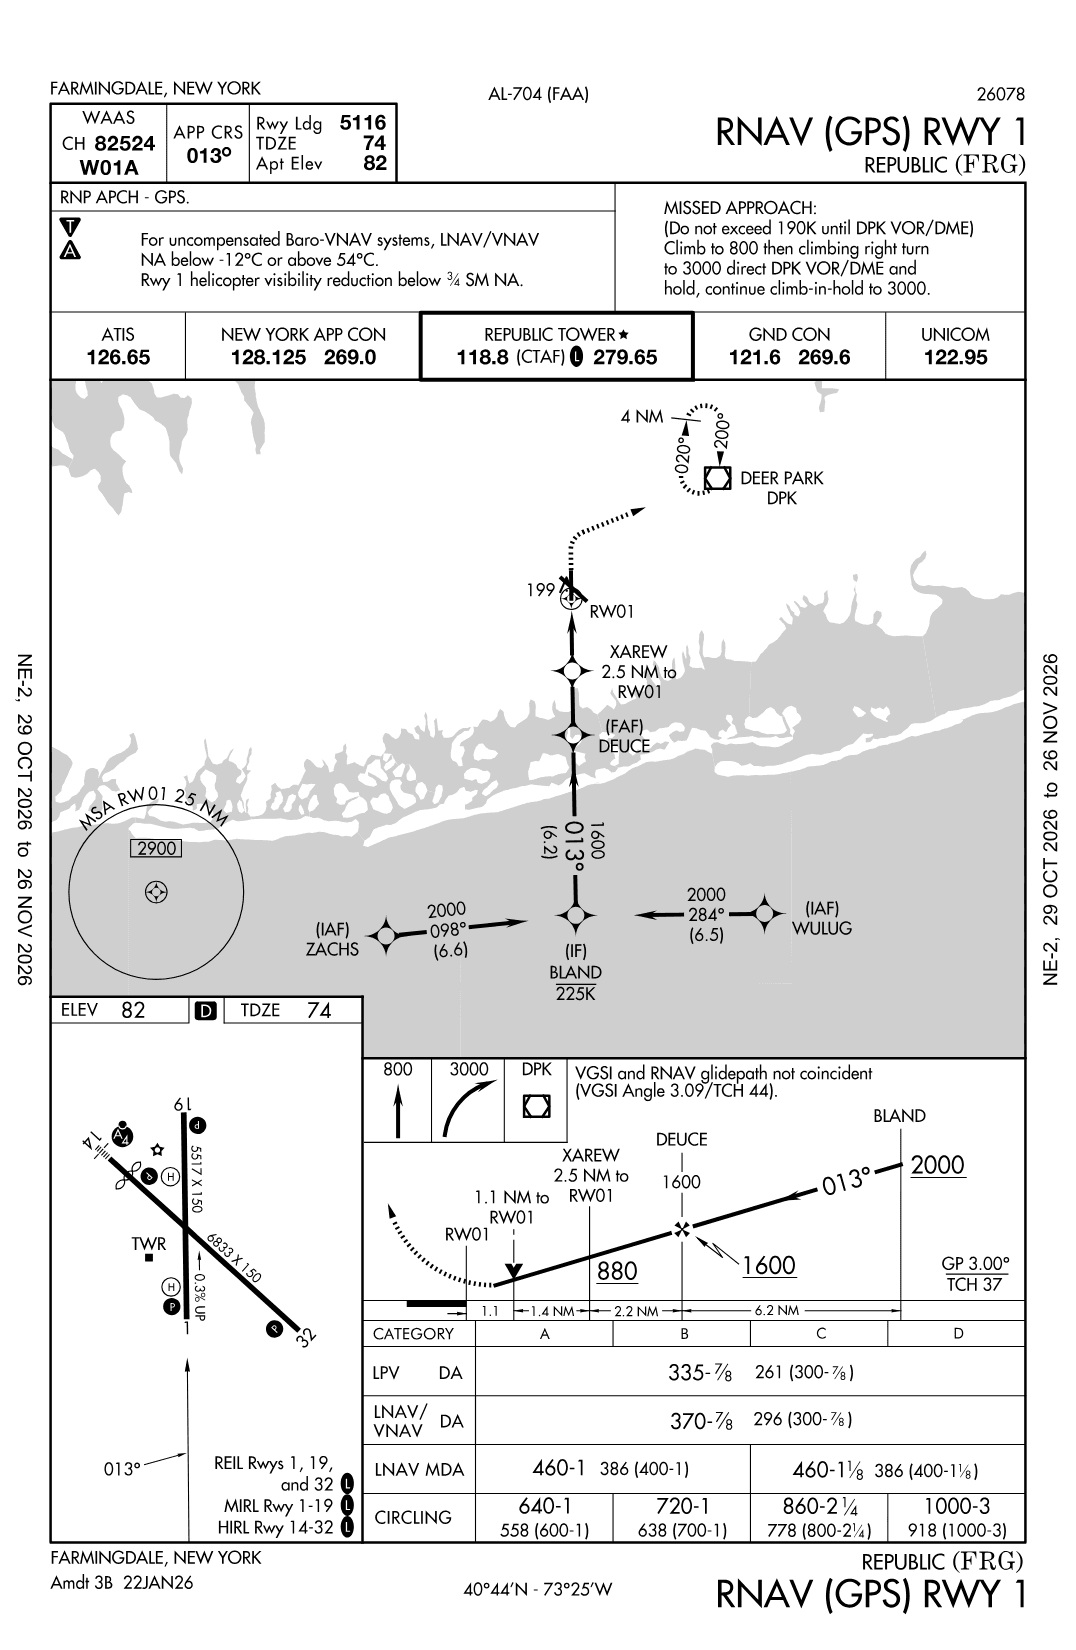 FARMINGDALE, NEW YORK
AL-704 (FAA)
26078
WAAS
CH 82524
W01A
APP CRS
013°
Rwy Ldg 5116
TDZE 74
Apt Elev 82
RNAV (GPS) RWY 1
REPUBLIC (FRG)
RNP APCH - GPS.
T
A
For uncompensated Baro-VNAV systems, LNAV/VNAV
NA below -12°C or above 54°C.
Rwy 1 helicopter visibility reduction below ¾ SM NA.
MISSED APPROACH:
(Do not exceed 190K until DPK VOR/DME)
Climb to 800 then climbing right turn
to 3000 direct DPK VOR/DME and
hold, continue climb-in-hold to 3000.
ATIS
126.65
NEW YORK APP CON
128.125 269.0
REPUBLIC TOWER★
118.8 (CTAF) L 279.65
GND CON
121.6 269.6
UNICOM
122.95
4 NM
020°
200°
DEER PARK
DPK
199
RW01
XAREW
2.5 NM to
RW01
(FAF)
DEUCE
MSA RW01 25 NM
2900
1600
013°
(6.2)
(IAF)
ZACHS
2000
098°
(6.6)
(IF)
BLAND
225K
2000
284°
(6.5)
(IAF)
WULUG
NE-2, 29 OCT 2026 to 26 NOV 2026
NE-2, 29 OCT 2026 to 26 NOV 2026
ELEV 82
D
TDZE 74
19
P
A4
14
P
H
5517 X 150
TWR
6833 X 150
H
P
0.3% UP
1
P
32
013°
REIL Rwys 1, 19,
and 32 L
MIRL Rwy 1-19 L
HIRL Rwy 14-32 L
800
3000
DPK
VGSI and RNAV glidepath not coincident
(VGSI Angle 3.09/TCH 44).
BLAND
DEUCE
XAREW
2.5 NM to
RW01
1.1 NM to
RW01
RW01
1600
013°
2000
880
1600
GP 3.00°
TCH 37
1.1
1.4 NM
2.2 NM
6.2 NM
CATEGORY A B C D
LPV DA 335-⅞ 261 (300-⅞)
LNAV/
VNAV DA 370-⅞ 296 (300-⅞)
LNAV MDA 460-1 386 (400-1) 460-1⅛ 386 (400-1⅛)
CIRCLING
640-1
558 (600-1)
720-1
638 (700-1)
860-2¼
778 (800-2¼)
1000-3
918 (1000-3)
FARMINGDALE, NEW YORK
Amdt 3B 22JAN26
40°44'N - 73°25'W
REPUBLIC (FRG)
RNAV (GPS) RWY 1